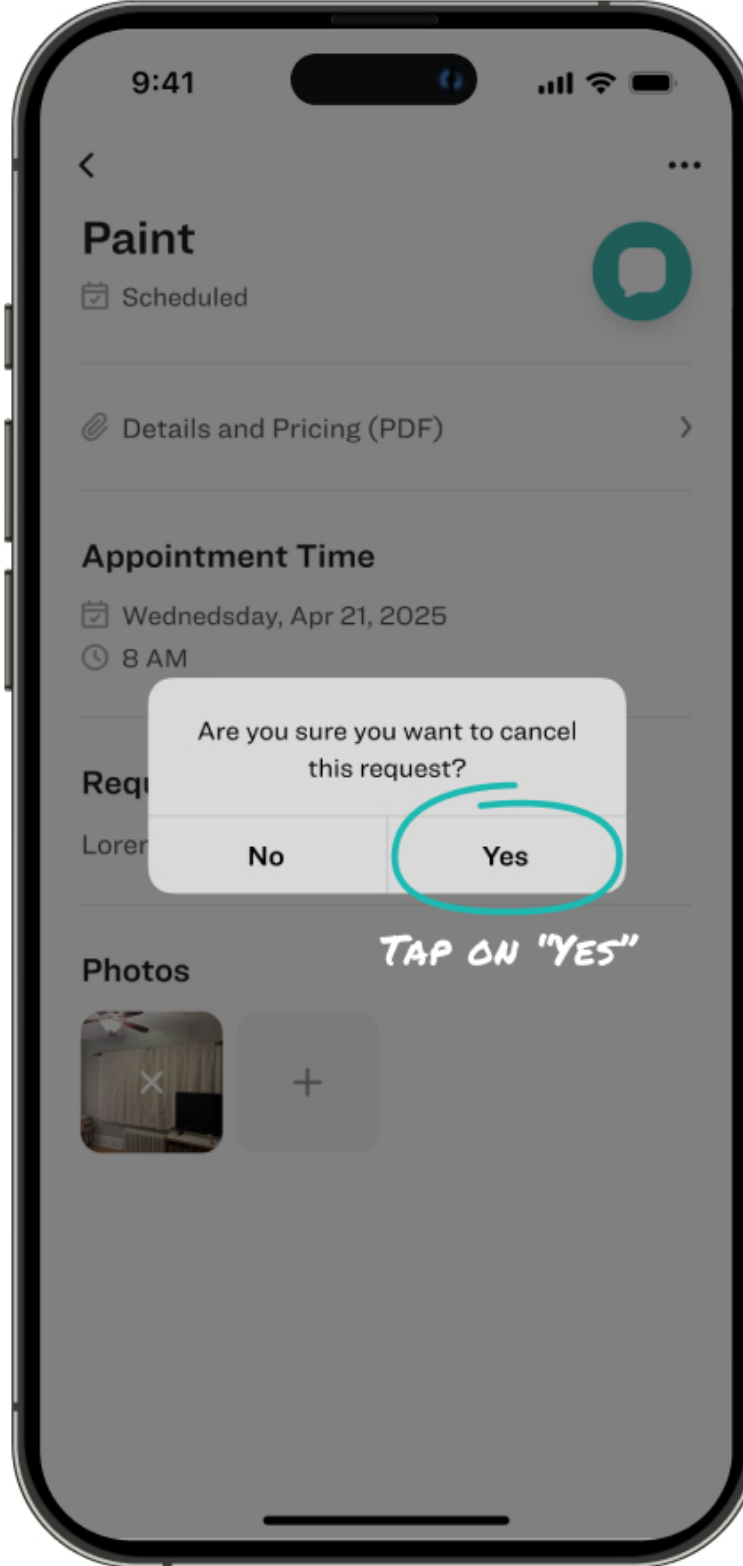 9:41
Paint
Scheduled
Details and Pricing (PDF)
Appointment Time
Wednedsday, Apr 21, 2025
8 AM
Are you sure you want to cancel
this request?
No
Yes
TAP ON "YES"
Photos